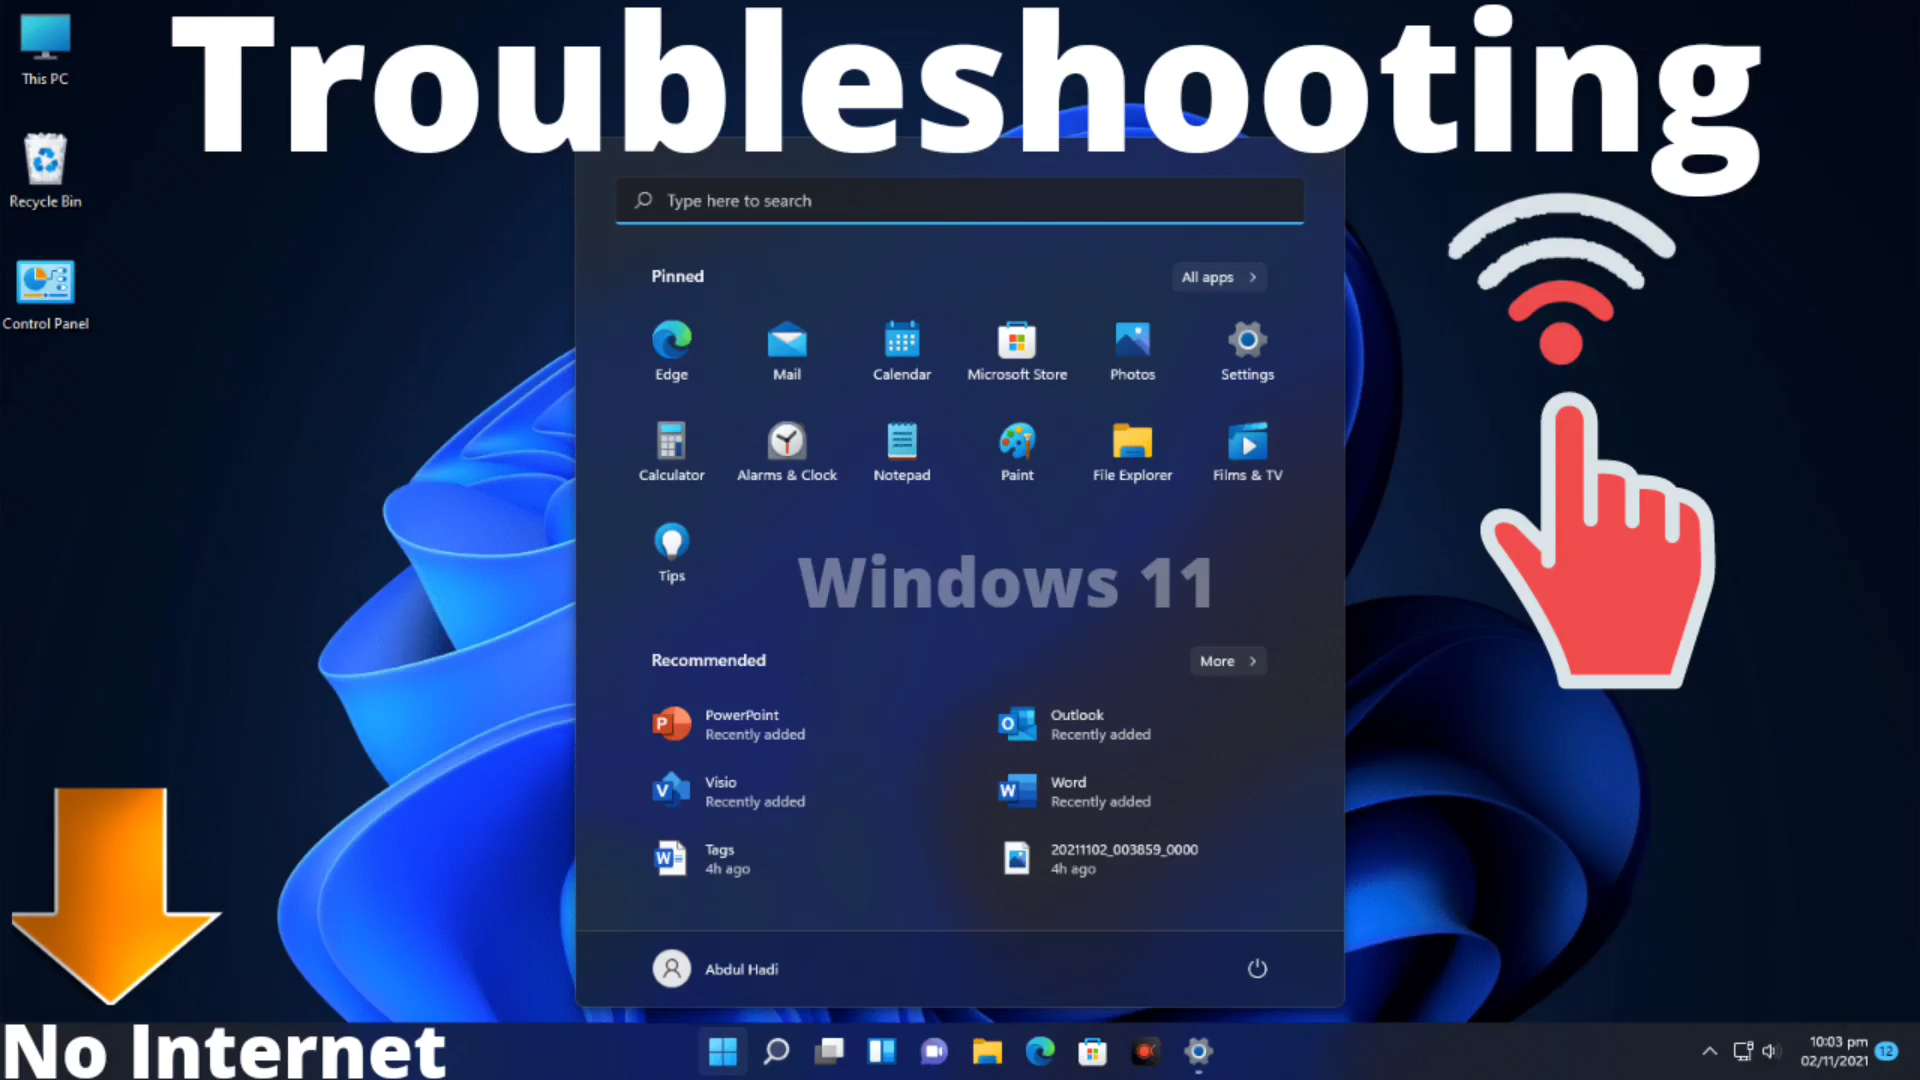 Troubleshooting
This PC
Recycle Bin
Control Panel
Type here to search
Pinned
All apps
Edge
Mail
Calendar
Microsoft Store
Photos
Settings
Calculator
Alarms & Clock
Notepad
Paint
File Explorer
Films & TV
Tips
Windows 11
Recommended
More
PowerPoint
Recently added
Outlook
Recently added
Visio
Recently added
Word
Recently added
Tags
4h ago
20211102_003859_0000
4h ago
Abdul Hadi
No Internet
10:03 pm
02/11/2021
12